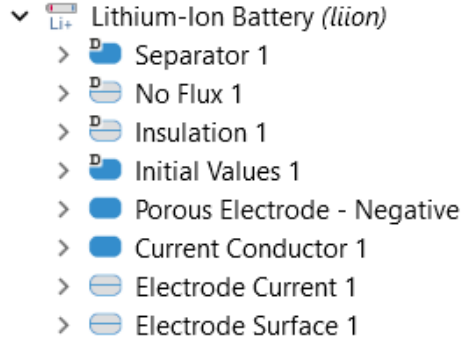 Li+ Lithium-Ion Battery (liion)
D Separator 1
D No Flux 1
D Insulation 1
D Initial Values 1
Porous Electrode - Negative
Current Conductor 1
Electrode Current 1
Electrode Surface 1